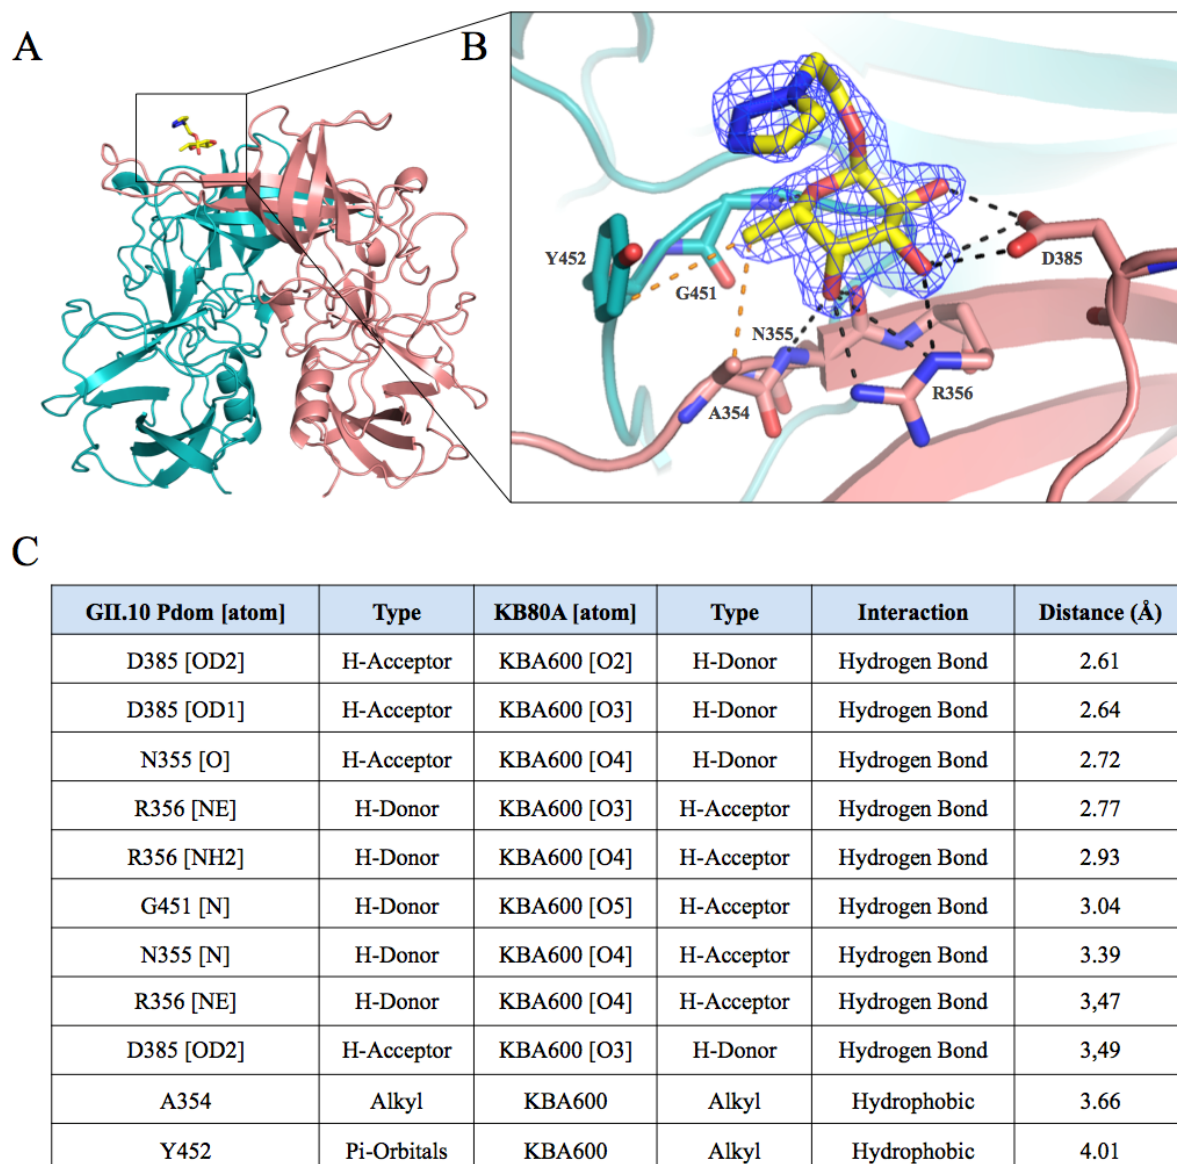 A
B
Y452
G451
D385
N355
A354
R356
C
GII.10 Pdom [atom] Type KB80A [atom] Type Interaction Distance (Å)
D385 [OD2] H-Acceptor KBA600 [O2] H-Donor Hydrogen Bond 2.61
D385 [OD1] H-Acceptor KBA600 [O3] H-Donor Hydrogen Bond 2.64
N355 [O] H-Acceptor KBA600 [O4] H-Donor Hydrogen Bond 2.72
R356 [NE] H-Donor KBA600 [O3] H-Acceptor Hydrogen Bond 2.77
R356 [NH2] H-Donor KBA600 [O4] H-Acceptor Hydrogen Bond 2.93
G451 [N] H-Donor KBA600 [O5] H-Acceptor Hydrogen Bond 3.04
N355 [N] H-Donor KBA600 [O4] H-Acceptor Hydrogen Bond 3.39
R356 [NE] H-Donor KBA600 [O4] H-Acceptor Hydrogen Bond 3,47
D385 [OD2] H-Acceptor KBA600 [O3] H-Donor Hydrogen Bond 3,49
A354 Alkyl KBA600 Alkyl Hydrophobic 3.66
Y452 Pi-Orbitals KBA600 Alkyl Hydrophobic 4.01